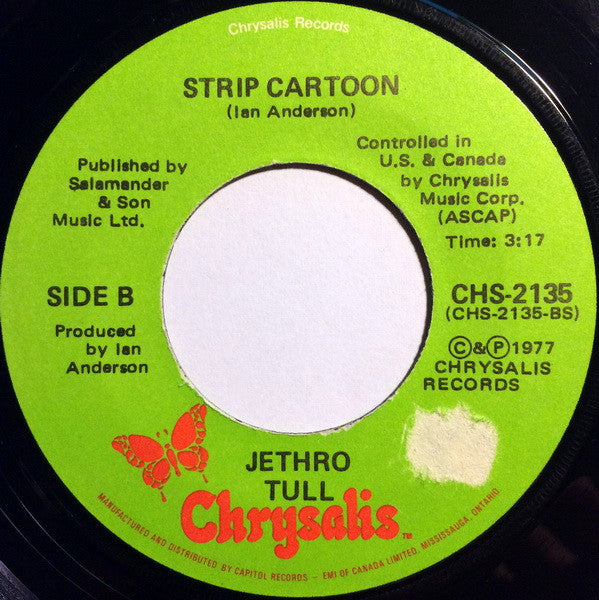 Chrysalis Records
STRIP CARTOON
(Ian Anderson)
Published by
Salamander
& Son
Music Ltd.
Controlled in
U.S. & Canada
by Chrysalis
Music Corp.
(ASCAP)
Time: 3:17
SIDE B
Produced
by Ian
Anderson
CHS-2135
(CHS-2135-BS)
©&℗1977
CHRYSALIS
RECORDS
JETHRO
TULL
Chrysalis™
MANUFACTURED AND DISTRIBUTED BY CAPITOL RECORDS – EMI OF CANADA LIMITED, MISSISSAUGA, ONTARIO.